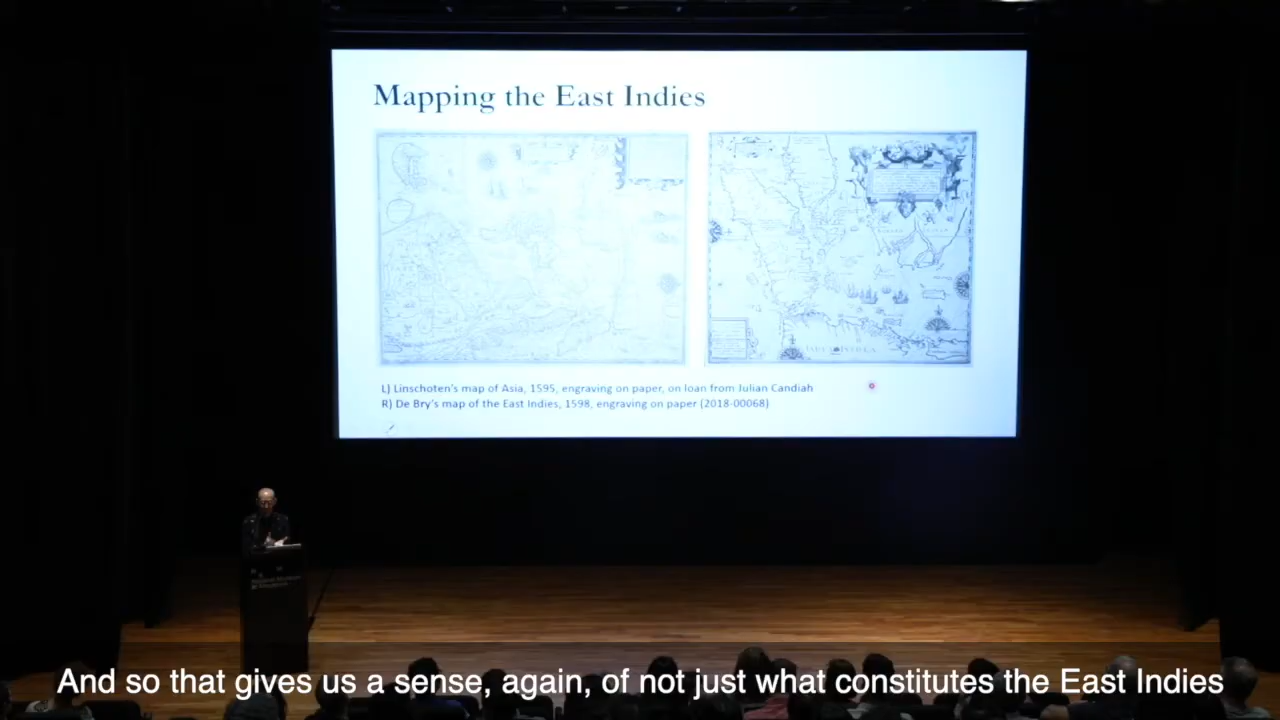 Mapping the East Indies
L) Linschoten's map of Asia, 1595, engraving on paper, on loan from Julian Candiah
R) De Bry's map of the East Indies, 1598, engraving on paper (2018-00068)
And so that gives us a sense, again, of not just what constitutes the East Indies